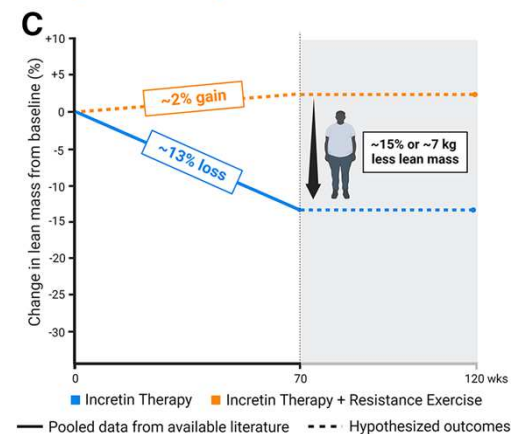 C
Change in lean mass from baseline (%)
+10
+5
0
-5
-10
-15
-20
-25
-30
~2% gain
~13% loss
~15% or ~7 kg
less lean mass
0
70
120 wks
Incretin Therapy
Incretin Therapy + Resistance Exercise
Pooled data from available literature
Hypothesized outcomes